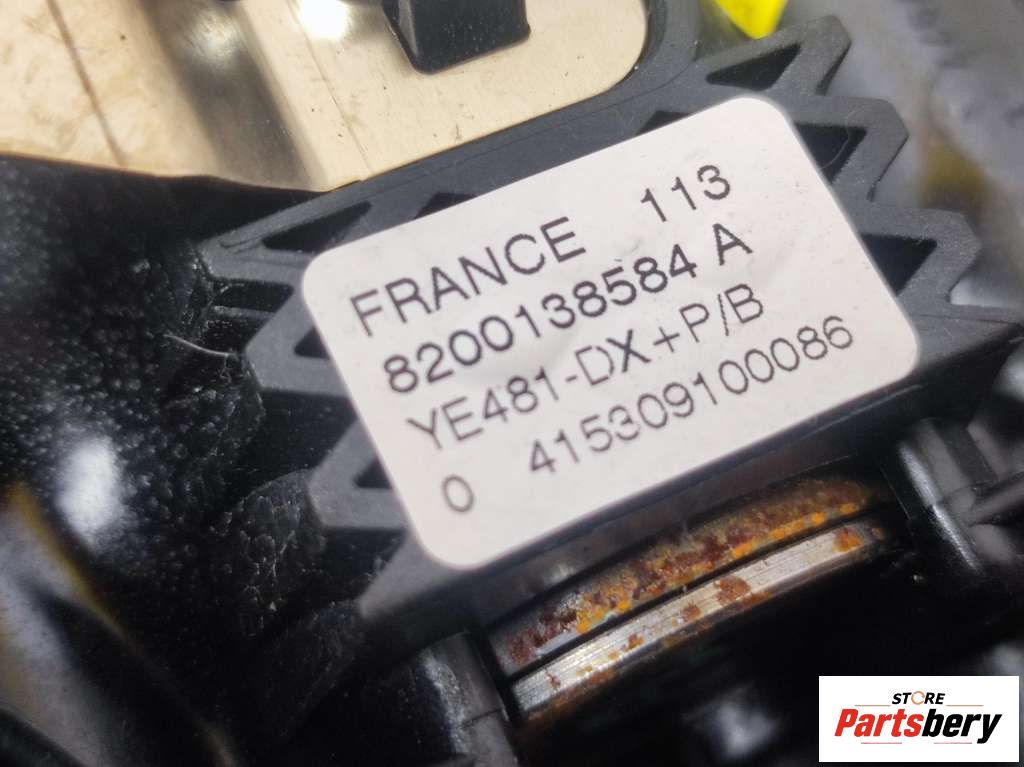 FRANCE 113
8200138584 A
YE481-DX+P/B
0 415309100086
STORE
Partsbery